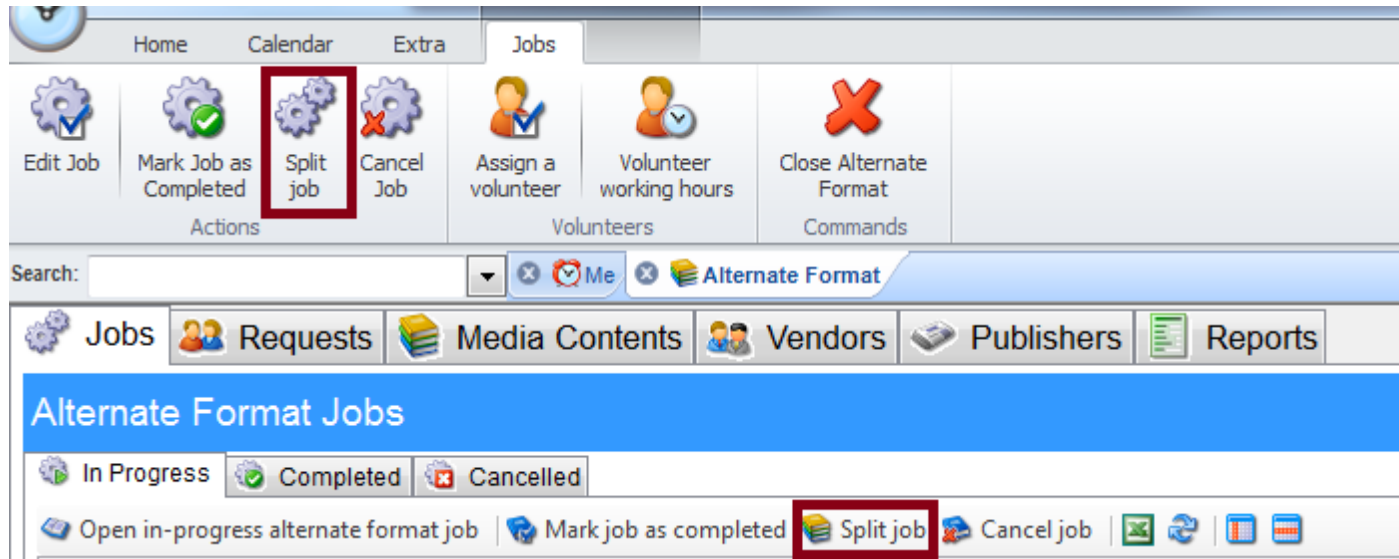 Home Calendar Extra Jobs
Edit Job Mark Job as Split Cancel Assign a Volunteer Close Alternate
Completed job Job volunteer working hours Format
Actions Volunteers Commands
Search: Me Alternate Format
Jobs Requests Media Contents Vendors Publishers Reports
Alternate Format Jobs
In Progress Completed Cancelled
Open in-progress alternate format job Mark job as completed Split job Cancel job